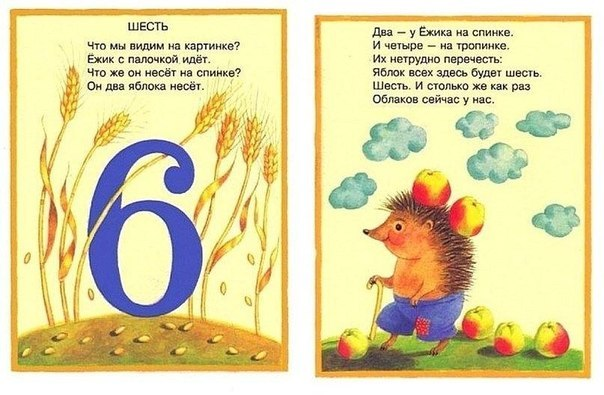 ШЕСТЬ
Что мы видим на картинке?
Ёжик с палочкой идёт.
Что же он несёт на спинке?
Он два яблока несёт.
6
Два — у Ёжика на спинке.
И четыре — на тропинке.
Их нетрудно перечесть:
Яблок всех здесь будет шесть.
Шесть. И столько же как раз
Облаков сейчас у нас.